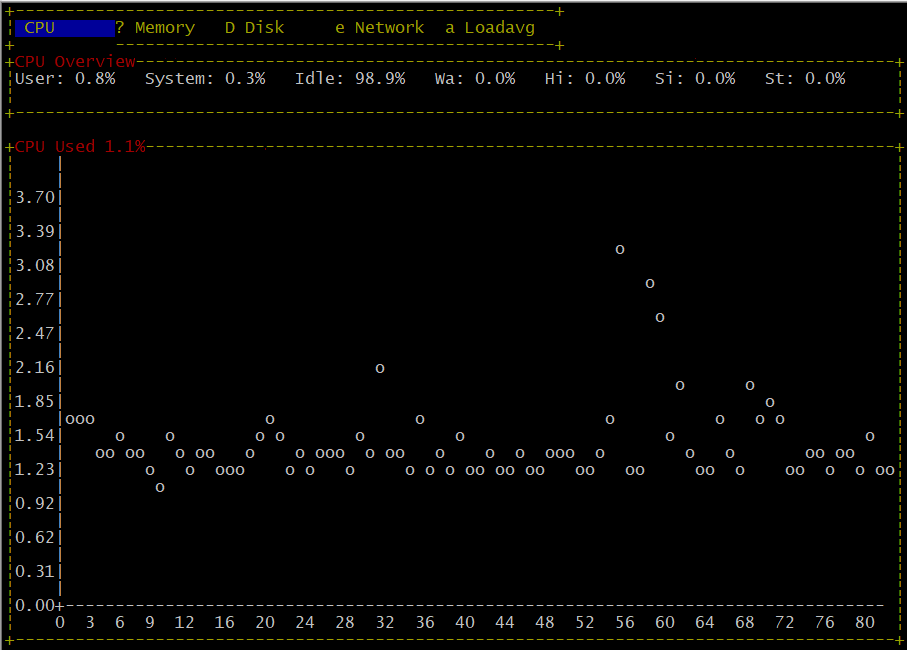 CPU ? Memory D Disk e Network a Loadavg
CPU Overview
User: 0.8% System: 0.3% Idle: 98.9% Wa: 0.0% Hi: 0.0% Si: 0.0% St: 0.0%
CPU Used 1.1%
3.70
3.39
3.08
2.77
2.47
2.16
1.85
1.54
1.23
0.92
0.62
0.31
0.00
0 3 6 9 12 16 20 24 28 32 36 40 44 48 52 56 60 64 68 72 76 80